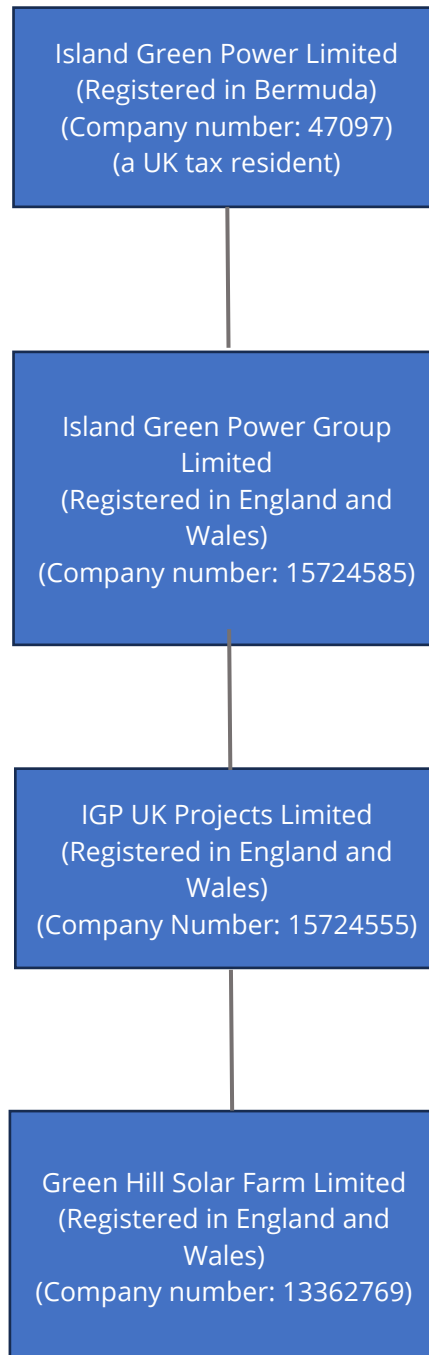 Island Green Power Limited
(Registered in Bermuda)
(Company number: 47097)
(a UK tax resident)
Island Green Power Group
Limited
(Registered in England and
Wales)
(Company number: 15724585)
IGP UK Projects Limited
(Registered in England and
Wales)
(Company Number: 15724555)
Green Hill Solar Farm Limited
(Registered in England and
Wales)
(Company number: 13362769)